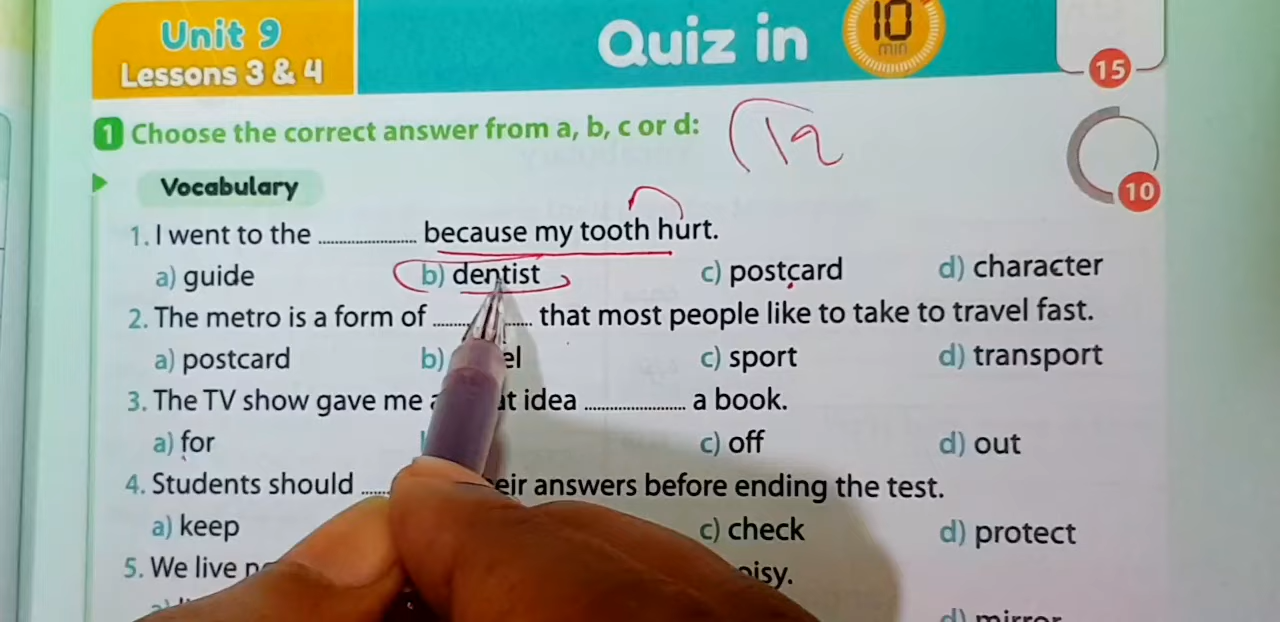 Unit 9
Lessons 3 & 4
Quiz in
10
min
15
1 Choose the correct answer from a, b, c or d:
12
10
Vocabulary
1. I went to the .................... because my tooth hurt.
a) guide b) dentist c) postcard d) character
2. The metro is a form of .................... that most people like to take to travel fast.
a) postcard b) c) sport d) transport
3. The TV show gave me idea .................... a book.
a) for c) off d) out
4. Students should .................... answers before ending the test.
a) keep c) check d) protect
5. We live
d) mirror